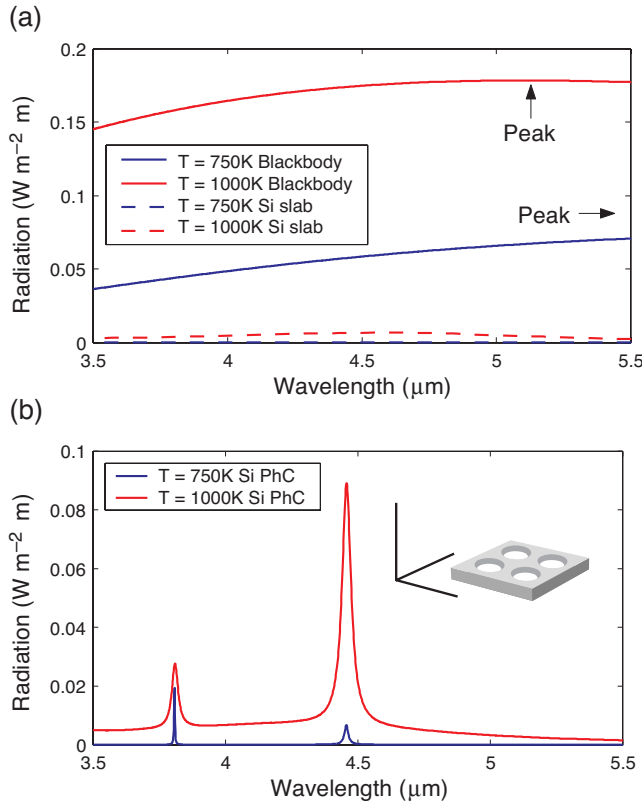 (a)
0.2
0.15
0.1
0.05
0
Radiation (W m⁻² m)
Peak
T = 750K Blackbody
T = 1000K Blackbody
T = 750K Si slab
T = 1000K Si slab
Peak
3.5 4 4.5 5 5.5
Wavelength (μm)
(b)
0.1
0.08
0.06
0.04
0.02
0
Radiation (W m⁻² m)
T = 750K Si PhC
T = 1000K Si PhC
3.5 4 4.5 5 5.5
Wavelength (μm)